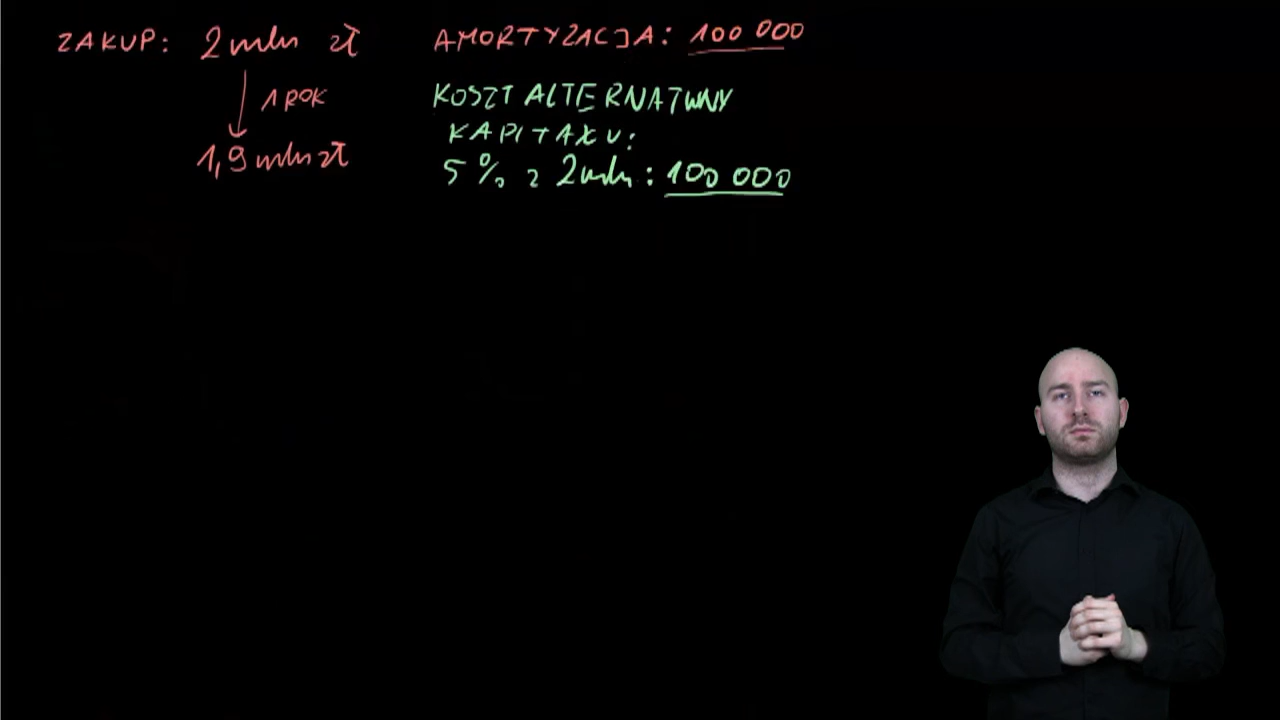 ZAKUP: 2 mln zł
1 ROK
1,9 mln zł
AMORTYZACJA: 100 000
KOSZT ALTERNATYWNY
KAPITAŁU:
5% z 2 mln: 100 000